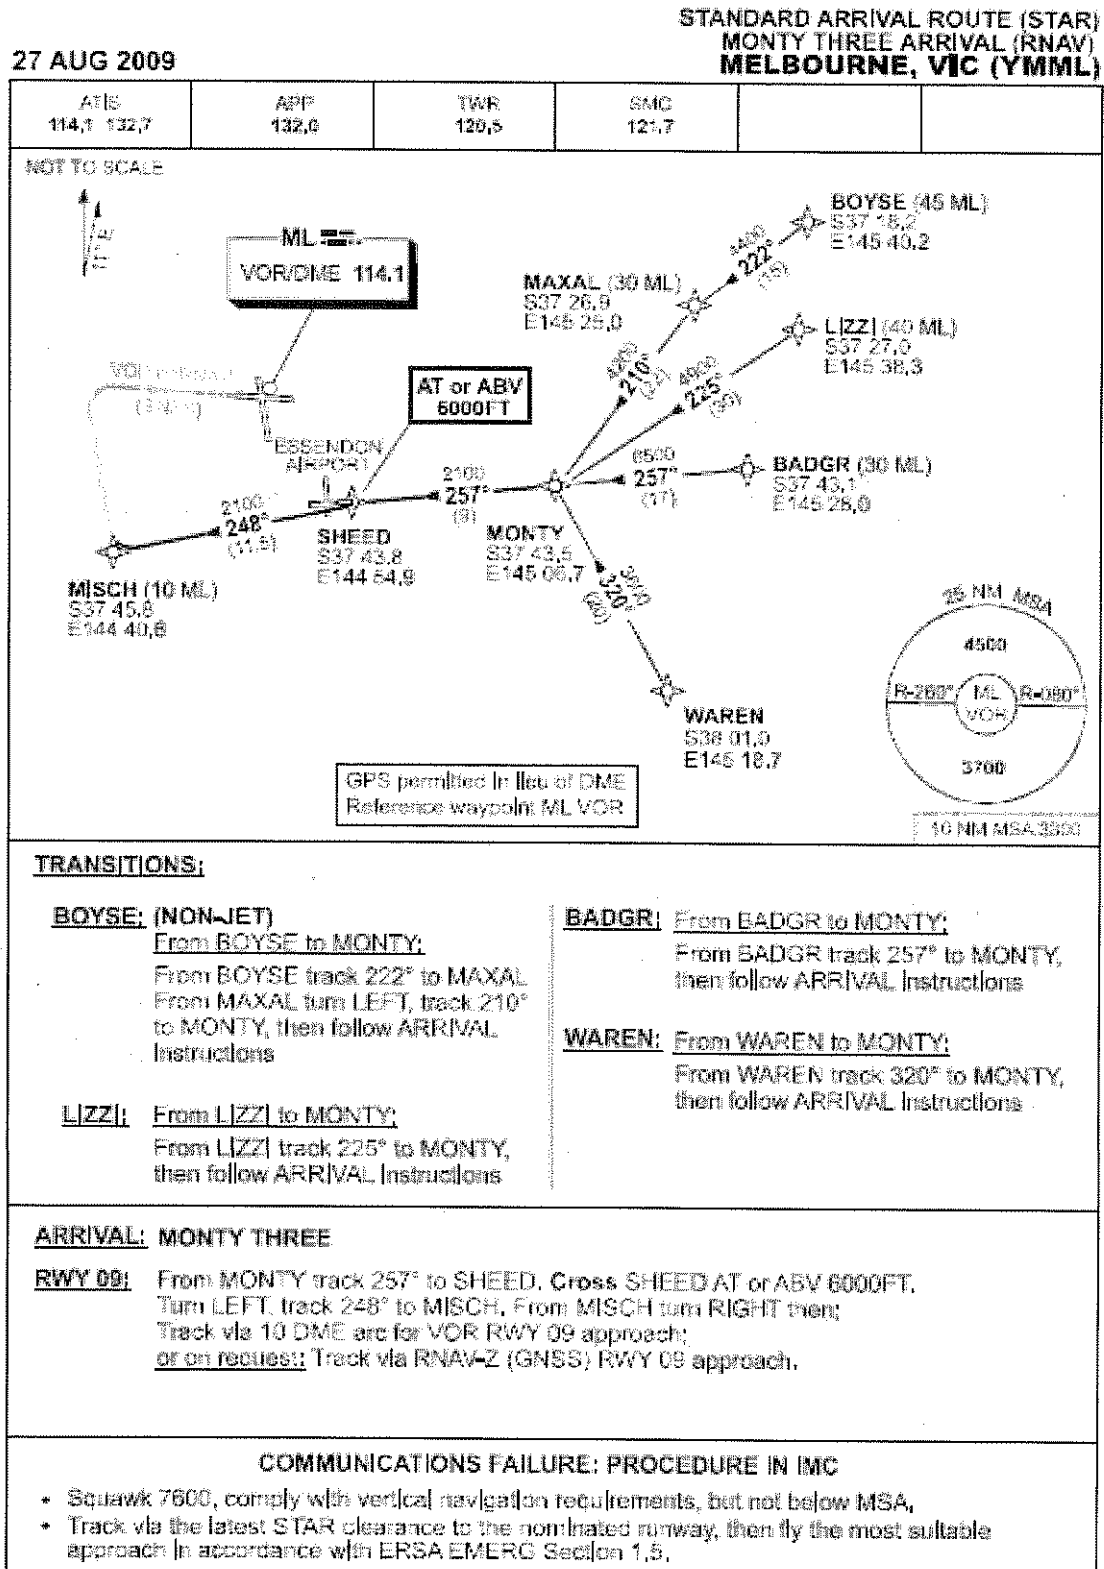 STANDARD ARRIVAL ROUTE (STAR)
MONTY THREE ARRIVAL (RNAV)
27 AUG 2009
MELBOURNE, VIC (YMML)
ATIS
114,1 132,7
APP
132,0
TWR
120,5
SMC
121,7
NOT TO SCALE
ML
VOR/DME 114.1
BOYSE (45 ML)
S37 18,2
E145 40,2
4400
222°
(15)
MAXAL (30 ML)
S37 26,9
E145 25,0
LIZZI (40 ML)
S37 27,0
E145 38,3
210°
4900
225°
(30)
AT or ABV
6000FT
ESSENDON
AIRPORT
2100
257°
(9)
6500
257°
(17)
BADGR (30 ML)
S37 43,1
E145 28,0
2100
248°
(11,5)
SHEED
S37 43,8
E144 54,9
MONTY
S37 43,5
E145 06,7
MISCH (10 ML)
S37 45,8
E144 40,8
320°
WAREN
S38 01,0
E145 18,7
25 NM MSA
4500
R-260° ML VOR R-080°
3700
10 NM MSA
GPS permitted in lieu of DME
Reference waypoint ML VOR
TRANSITIONS:
BOYSE: (NON-JET)
From BOYSE to MONTY:
From BOYSE track 222° to MAXAL
From MAXAL turn LEFT, track 210°
to MONTY, then follow ARRIVAL
Instructions
LIZZI: From LIZZI to MONTY:
From LIZZI track 225° to MONTY,
then follow ARRIVAL Instructions
BADGR: From BADGR to MONTY:
From BADGR track 257° to MONTY,
then follow ARRIVAL Instructions
WAREN: From WAREN to MONTY:
From WAREN track 320° to MONTY,
then follow ARRIVAL Instructions
ARRIVAL: MONTY THREE
RWY 09: From MONTY track 257° to SHEED. Cross SHEED AT or ABV 6000FT.
Turn LEFT, track 248° to MISCH. From MISCH turn RIGHT then:
Track via 10 DME arc for VOR RWY 09 approach;
or on request: Track via RNAV-Z (GNSS) RWY 09 approach.
COMMUNICATIONS FAILURE: PROCEDURE IN IMC
• Squawk 7600, comply with vertical navigation requirements, but not below MSA,
• Track via the latest STAR clearance to the nominated runway, then fly the most suitable
approach in accordance with ERSA EMERG Section 1,5,